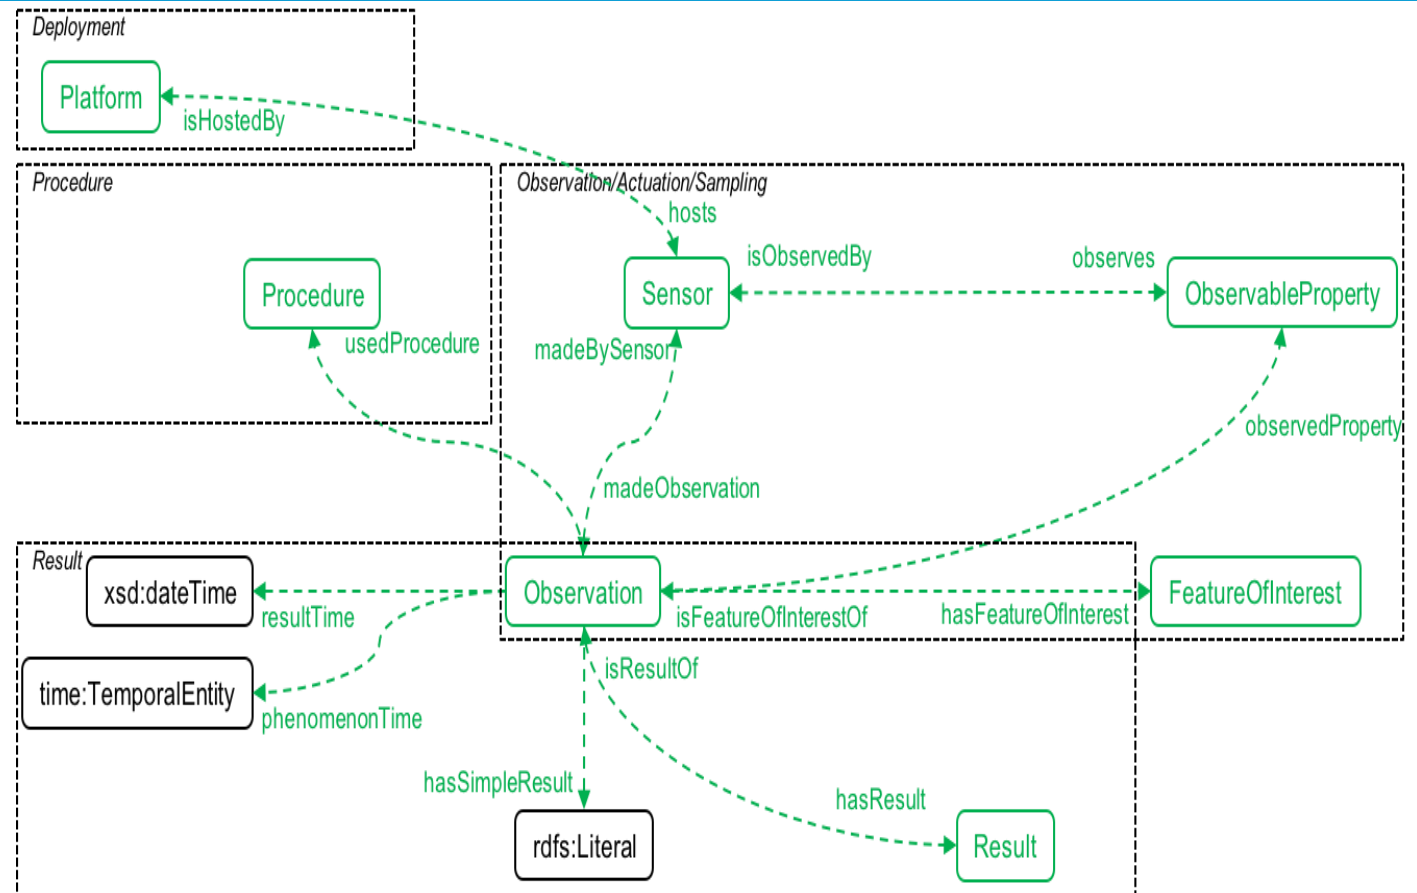 Deployment
Platform
isHostedBy
Procedure
Observation/Actuation/Sampling
hosts
isObservedBy
observes
Procedure
Sensor
ObservableProperty
usedProcedure
madeBySensor
observedProperty
madeObservation
Result
xsd:dateTime
Observation
FeatureOfInterest
resultTime
isFeatureOfInterestOf
hasFeatureOfInterest
isResultOf
time:TemporalEntity
phenomenonTime
hasSimpleResult
hasResult
rdfs:Literal
Result